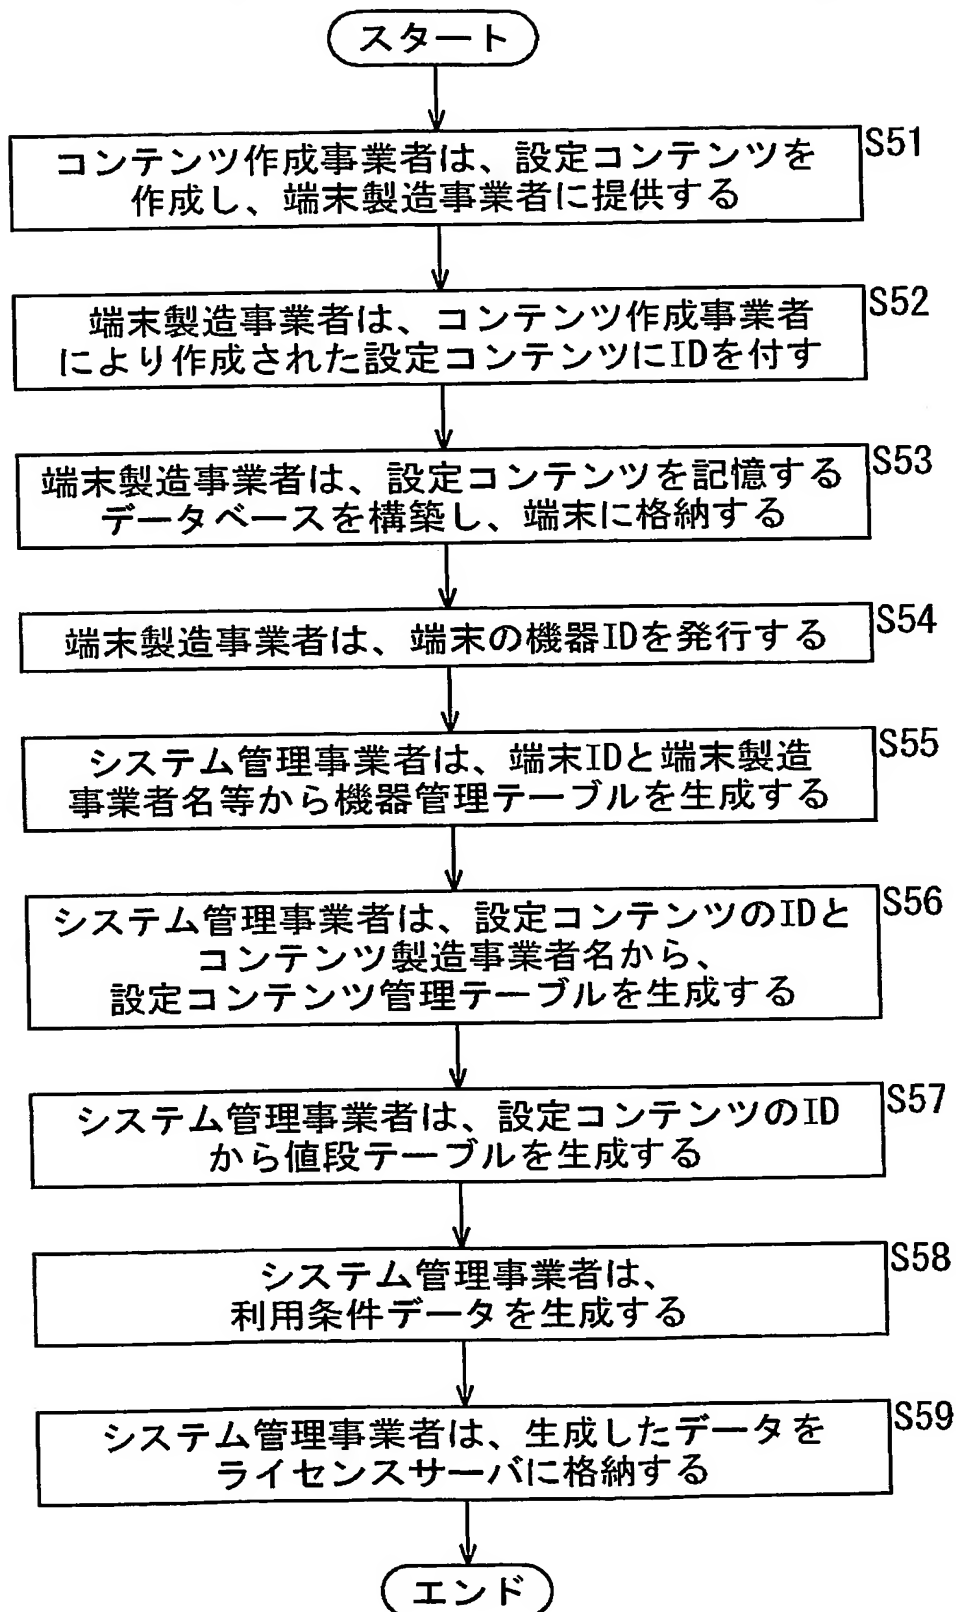 スタート
S51
コンテンツ作成事業者は、設定コンテンツを
作成し、端末製造事業者に提供する
S52
端末製造事業者は、コンテンツ作成事業者
により作成された設定コンテンツにIDを付す
S53
端末製造事業者は、設定コンテンツを記憶する
データベースを構築し、端末に格納する
S54
端末製造事業者は、端末の機器IDを発行する
S55
システム管理事業者は、端末IDと端末製造
事業者名等から機器管理テーブルを生成する
S56
システム管理事業者は、設定コンテンツのIDと
コンテンツ製造事業者名から、
設定コンテンツ管理テーブルを生成する
S57
システム管理事業者は、設定コンテンツのID
から値段テーブルを生成する
S58
システム管理事業者は、
利用条件データを生成する
S59
システム管理事業者は、生成したデータを
ライセンスサーバに格納する
エンド